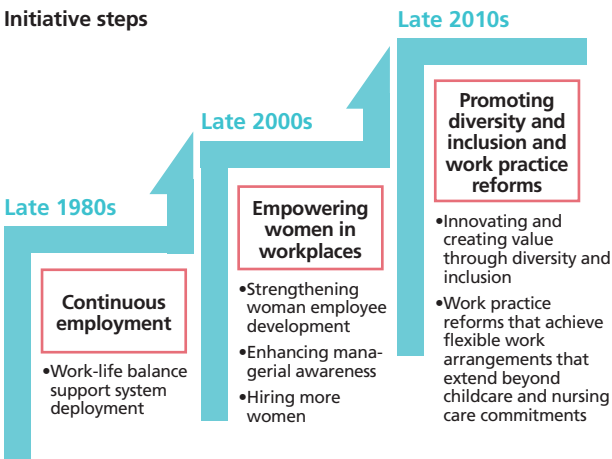 Initiative steps
Late 1980s
Continuous
employment
•Work-life balance
support system
deployment
Late 2000s
Empowering
women in
workplaces
•Strengthening
woman employee
development
•Enhancing mana-
gerial awareness
•Hiring more
women
Late 2010s
Promoting
diversity and
inclusion and
work practice
reforms
•Innovating and
creating value
through diversity and
inclusion
•Work practice
reforms that achieve
flexible work
arrangements that
extend beyond
childcare and nursing
care commitments